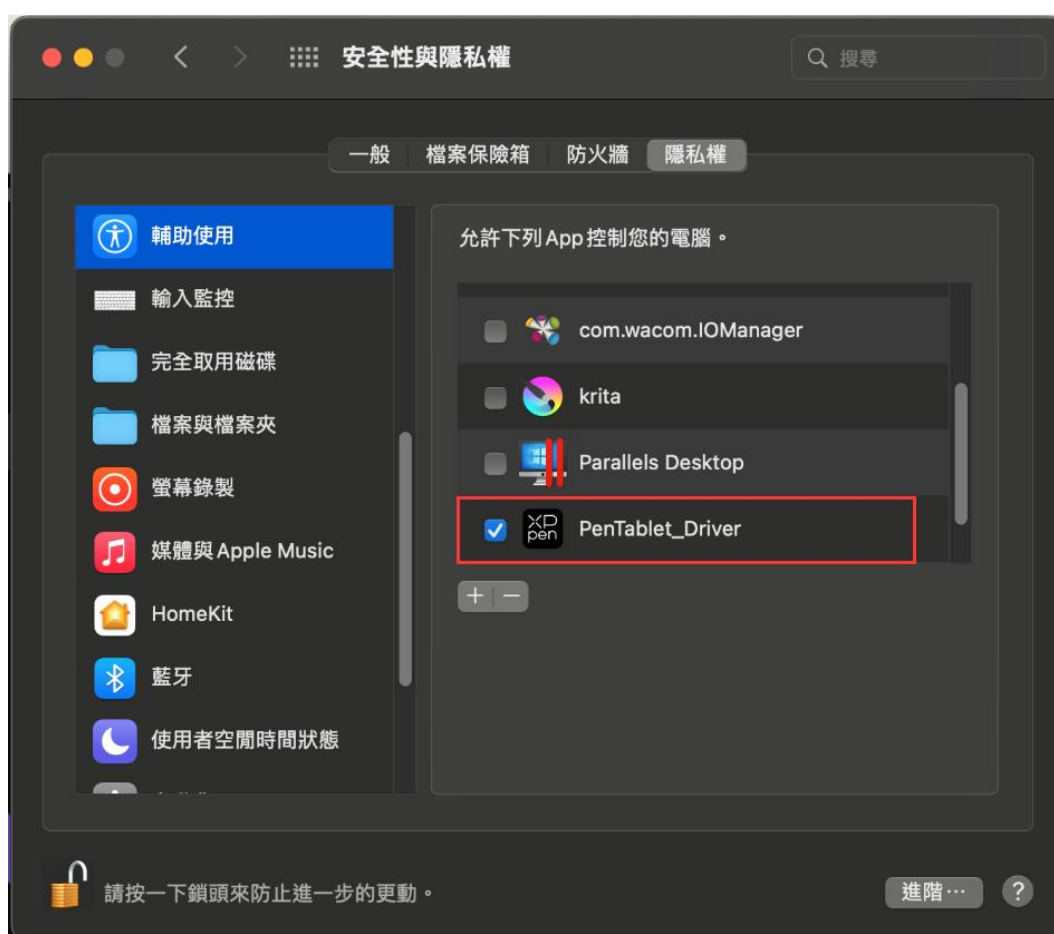 安全性與隱私權
搜尋
一般 檔案保險箱 防火牆 隱私權
輔助使用
輸入監控
完全取用磁碟
檔案與檔案夾
螢幕錄製
媒體與 Apple Music
HomeKit
藍牙
使用者空閒時間狀態
允許下列 App 控制您的電腦。
com.wacom.IOManager
krita
Parallels Desktop
XP
pen
PenTablet_Driver
請按一下鎖頭來防止進一步的更動。
進階⋯
?